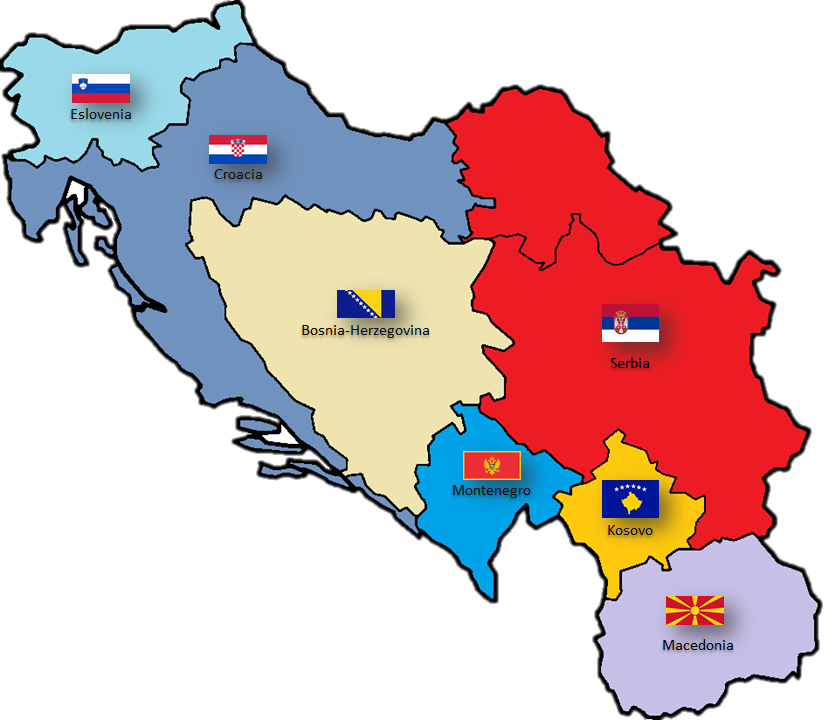 Eslovenia
Croacia
Bosnia-Herzegovina
Serbia
Montenegro
Kosovo
Macedonia